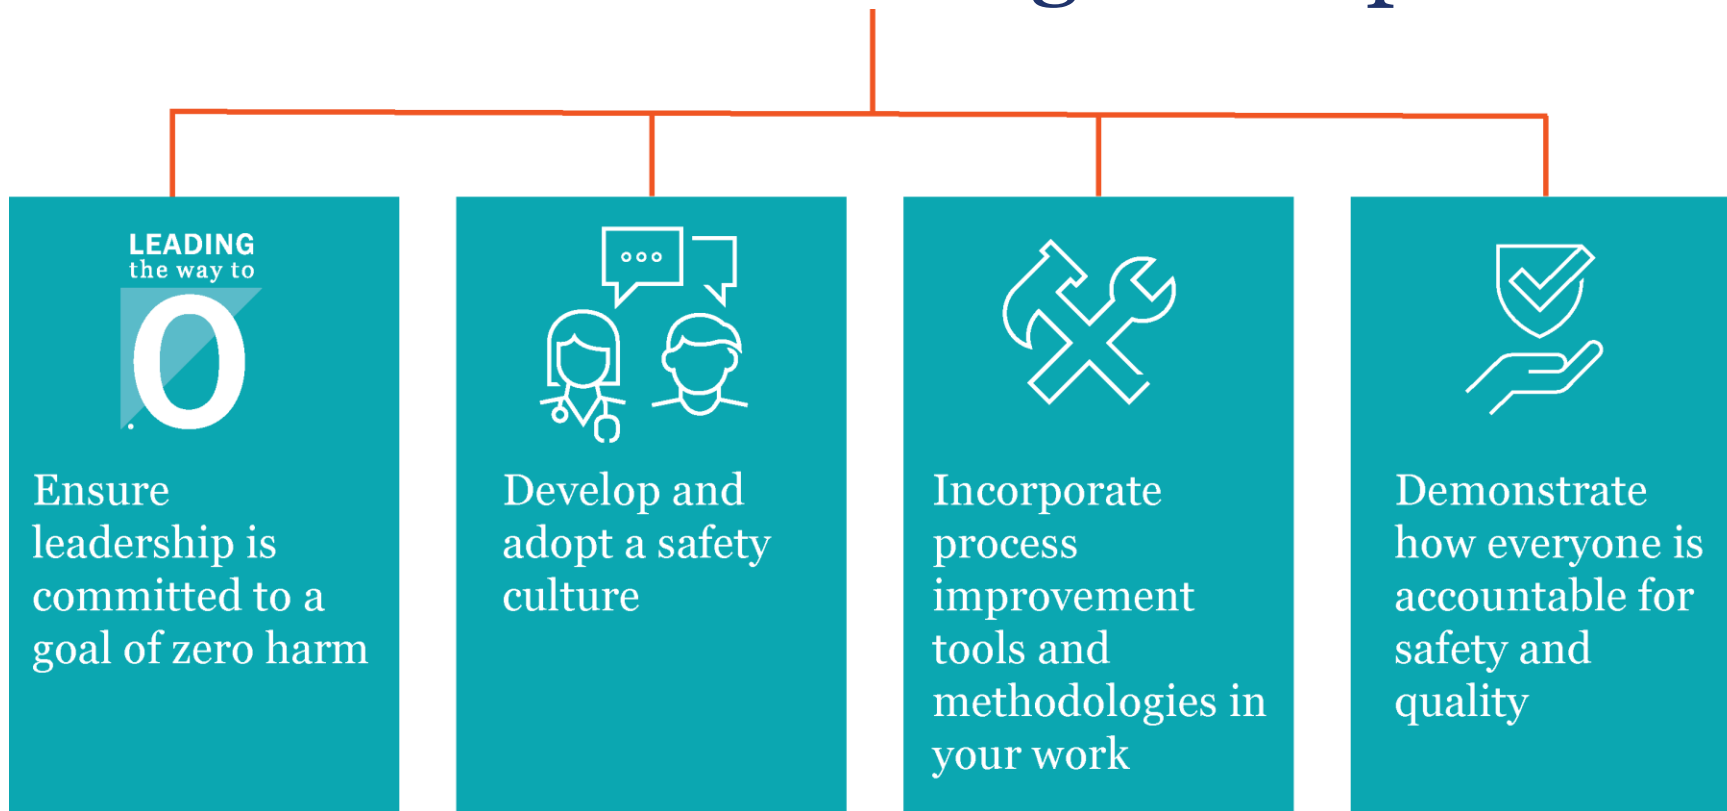 LEADING
the way to
0
Ensure
leadership is
committed to a
goal of zero harm
Develop and
adopt a safety
culture
Incorporate
process
improvement
tools and
methodologies in
your work
Demonstrate
how everyone is
accountable for
safety and
quality